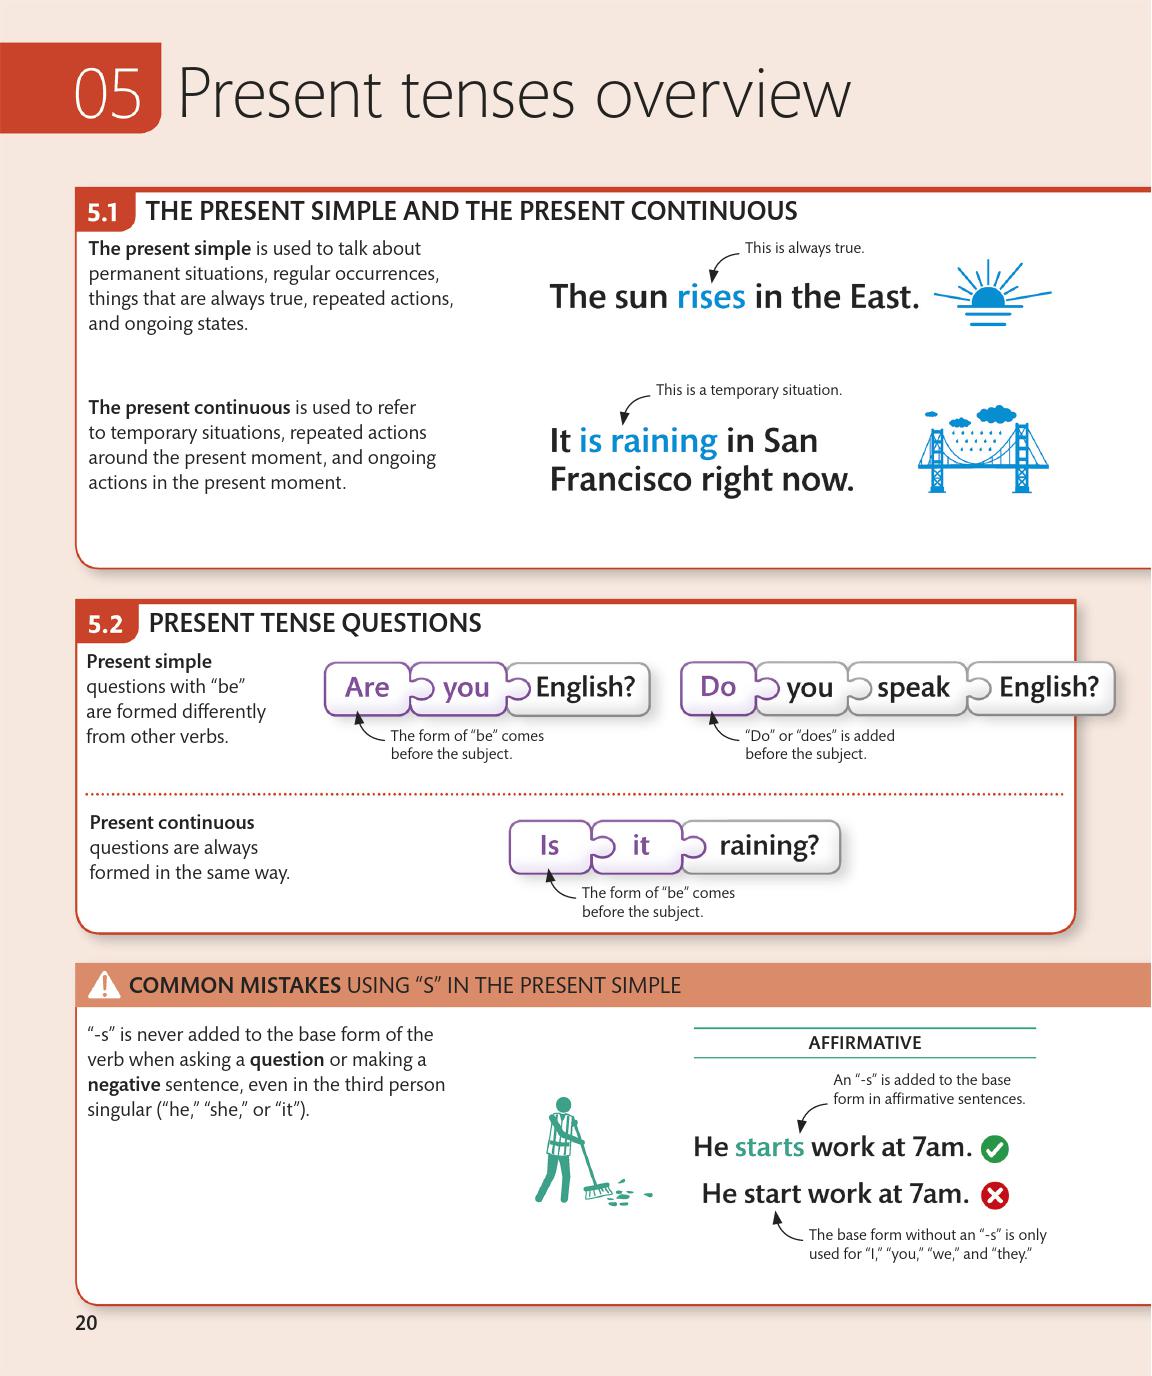 05 Present tenses overview
5.1 THE PRESENT SIMPLE AND THE PRESENT CONTINUOUS
The present simple is used to talk about
permanent situations, regular occurrences,
things that are always true, repeated actions,
and ongoing states.
This is always true.
The sun rises in the East.
The present continuous is used to refer
to temporary situations, repeated actions
around the present moment, and ongoing
actions in the present moment.
This is a temporary situation.
It is raining in San
Francisco right now.
5.2 PRESENT TENSE QUESTIONS
Present simple
questions with “be”
are formed differently
from other verbs.
Are you English?
The form of “be” comes
before the subject.
Do you speak English?
“Do” or “does” is added
before the subject.
Present continuous
questions are always
formed in the same way.
Is it raining?
The form of “be” comes
before the subject.
COMMON MISTAKES USING “S” IN THE PRESENT SIMPLE
“-s” is never added to the base form of the
verb when asking a question or making a
negative sentence, even in the third person
singular (“he,” “she,” or “it”).
AFFIRMATIVE
An “-s” is added to the base
form in affirmative sentences.
He starts work at 7am.
He start work at 7am.
The base form without an “-s” is only
used for “I,” “you,” “we,” and “they.”
20